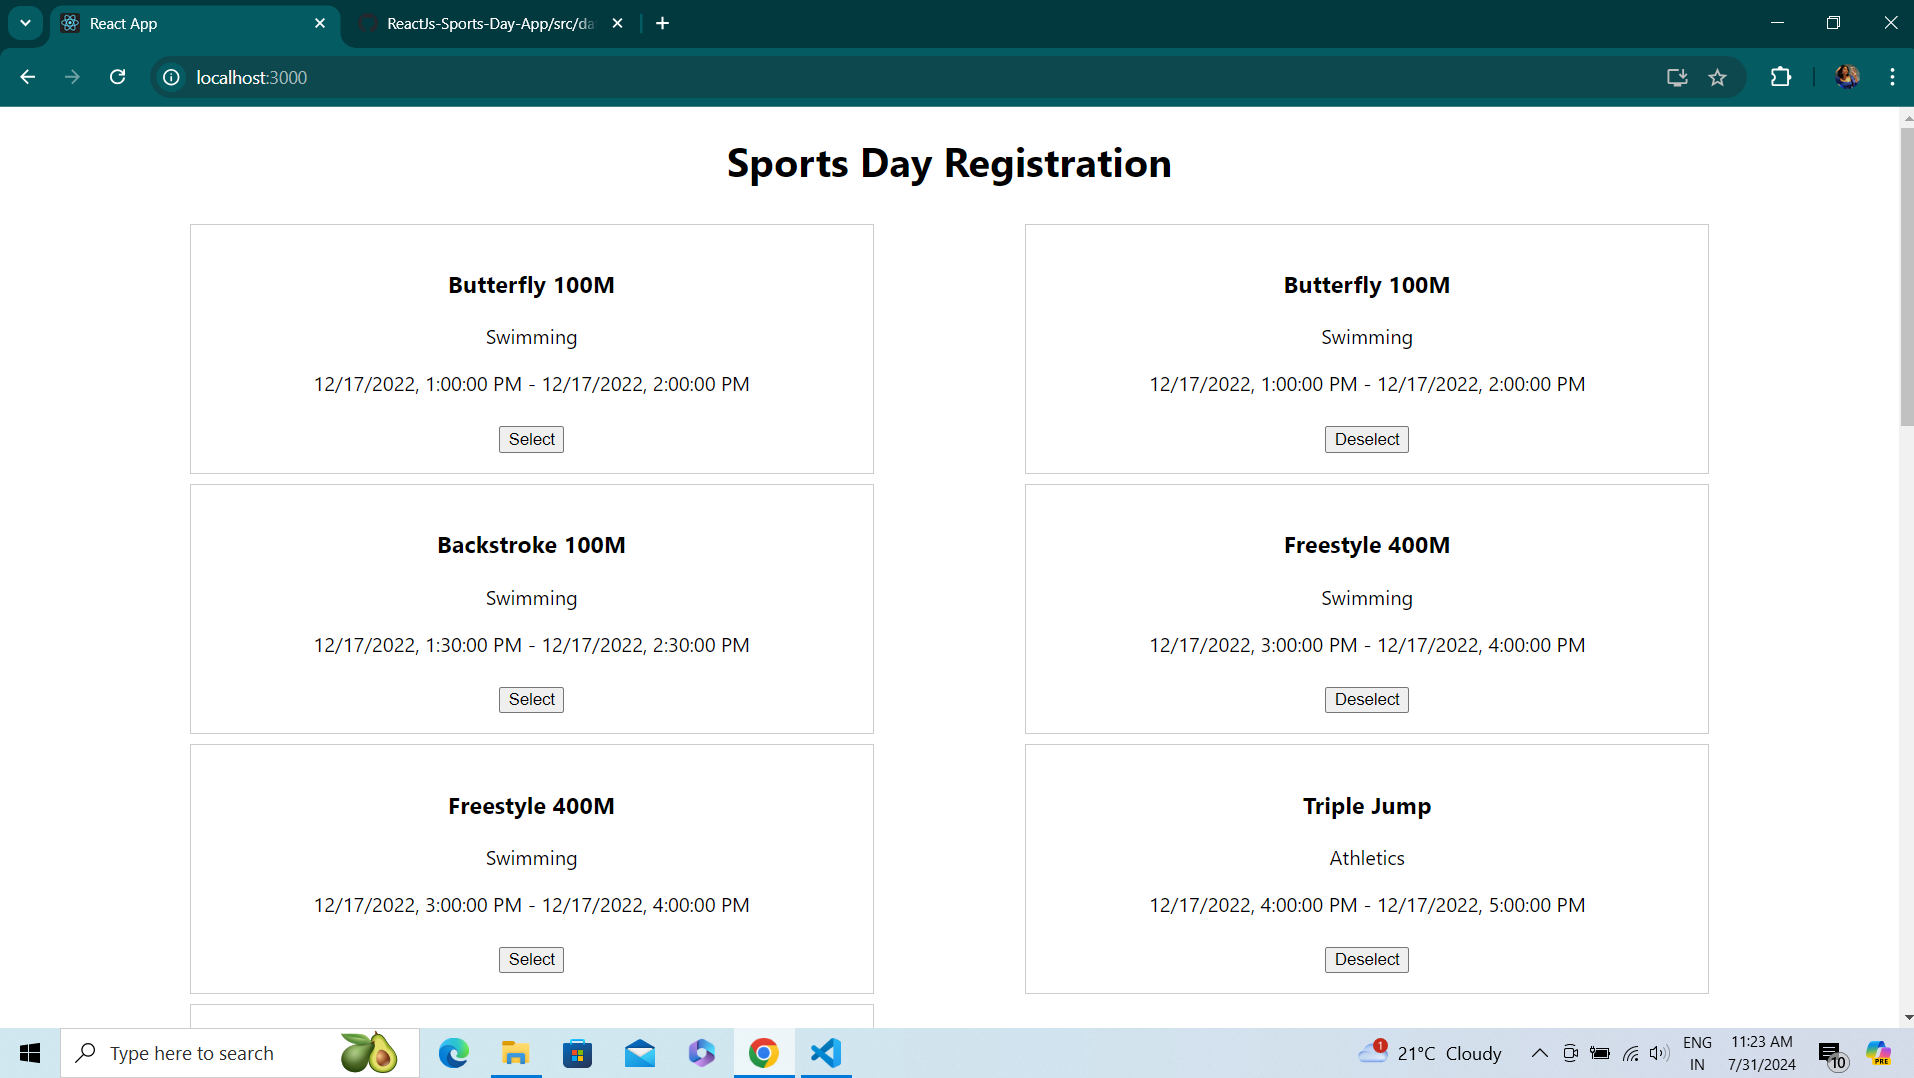 React App
ReactJs-Sports-Day-App/src/da
localhost:3000
Sports Day Registration
Butterfly 100M
Swimming
12/17/2022, 1:00:00 PM - 12/17/2022, 2:00:00 PM
Select
Butterfly 100M
Swimming
12/17/2022, 1:00:00 PM - 12/17/2022, 2:00:00 PM
Deselect
Backstroke 100M
Swimming
12/17/2022, 1:30:00 PM - 12/17/2022, 2:30:00 PM
Select
Freestyle 400M
Swimming
12/17/2022, 3:00:00 PM - 12/17/2022, 4:00:00 PM
Deselect
Freestyle 400M
Swimming
12/17/2022, 3:00:00 PM - 12/17/2022, 4:00:00 PM
Select
Triple Jump
Athletics
12/17/2022, 4:00:00 PM - 12/17/2022, 5:00:00 PM
Deselect
Type here to search
1
21°C Cloudy
ENG
IN
11:23 AM
7/31/2024
10
PRE